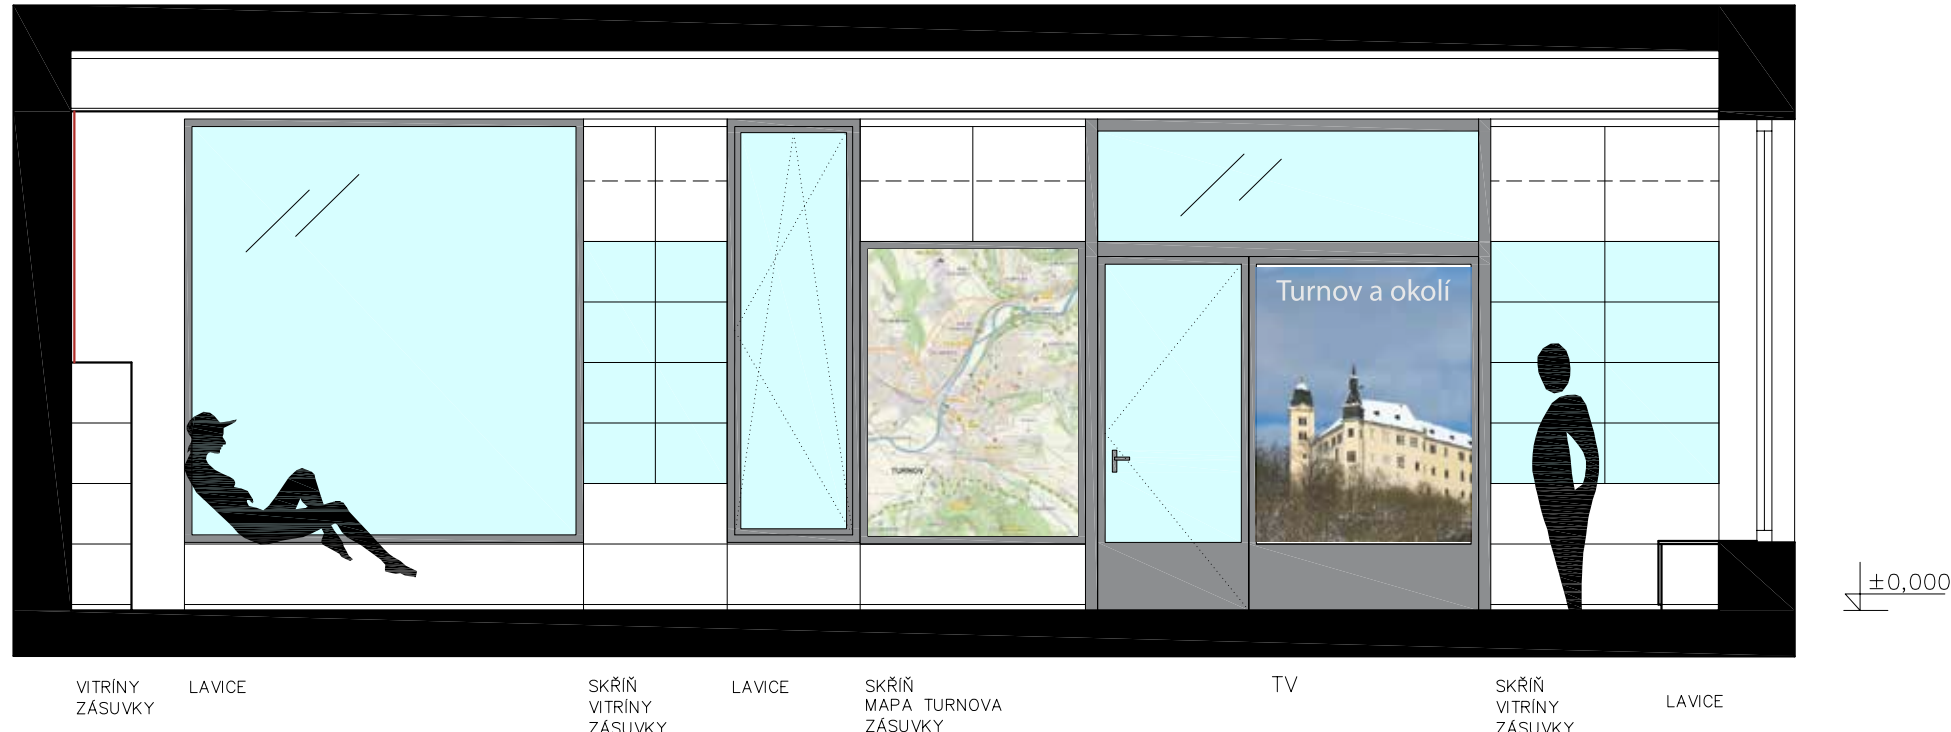 Turnov a okolí
TURNOV
±0,000
VITRÍNY
ZÁSUVKY
LAVICE
SKŘÍŇ
VITRÍNY
ZÁSUVKY
LAVICE
SKŘÍŇ
MAPA TURNOVA
ZÁSUVKY
TV
SKŘÍŇ
VITRÍNY
ZÁSUVKY
LAVICE